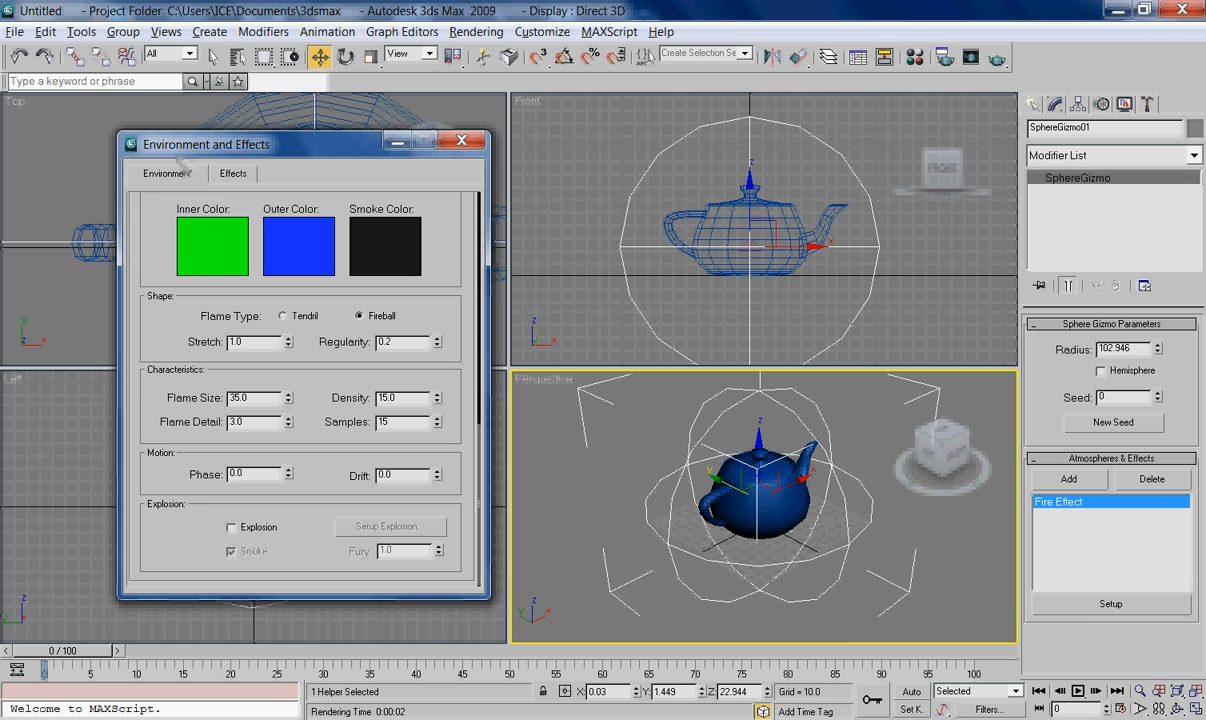 Untitled - Project Folder: C:\Users\ICE\Documents\3dsmax - Autodesk 3ds Max 2009 - Display : Direct 3D
File Edit Tools Group Views Create Modifiers Animation Graph Editors Rendering Customize MAXScript Help
All View Create Selection Se
Type a keyword or phrase
Top Front
SphereGizmo01
Environment and Effects
Modifier List
Environment Effects
FRONT
SphereGizmo
Inner Color: Outer Color: Smoke Color:
z
x
Shape:
Flame Type: Tendril Fireball
Sphere Gizmo Parameters
Stretch: 1.0 Regularity: 0.2
Radius: 102.946
Characteristics:
Hemisphere
Left Perspective
Flame Size: 35.0 Density: 15.0
Seed: 0
Flame Detail: 3.0 Samples: 15
New Seed
Motion:
Atmospheres & Effects
Phase: 0.0 Drift: 0.0
Add Delete
Explosion:
Fire Effect
Explosion Setup Explosion
Smoke Fury 1.0
Setup
0 / 100
0 5 10 15 20 25 30 35 40 45 50 55 60 65 70 75 80 85 90 95 100
1 Helper Selected X: 0.03 Y: 1.449 Z: 22.944 Grid = 10.0 Auto Selected
Welcome to MAXScript. Rendering Time 0:00:02 Add Time Tag Set K. Filters... 0